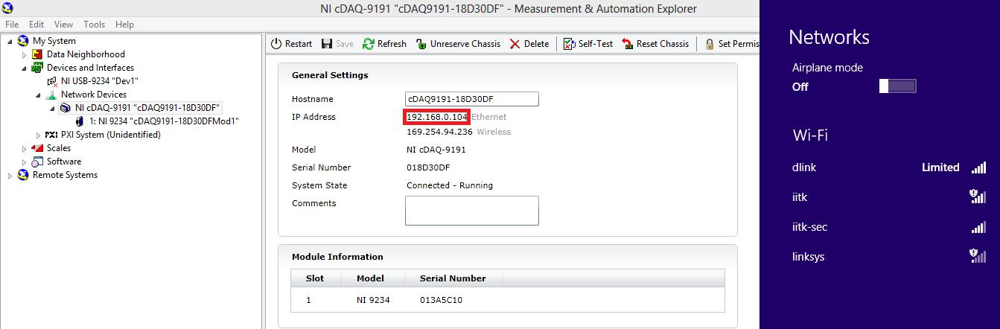 NI cDAQ-9191 "cDAQ9191-18D30DF" - Measurement & Automation Explorer
File Edit View Tools Help
My System
Data Neighborhood
Devices and Interfaces
NI USB-9234 "Dev1"
Network Devices
NI cDAQ-9191 "cDAQ9191-18D30DF"
1: NI 9234 "cDAQ9191-18D30DFMod1"
PXI PXI System (Unidentified)
Scales
Software
Remote Systems
Restart Save Refresh Unreserve Chassis Delete Self-Test Reset Chassis Set Permis
General Settings
Hostname cDAQ9191-18D30DF
IP Address 192.168.0.104 Ethernet
169.254.94.236 Wireless
Model NI cDAQ-9191
Serial Number 018D30DF
System State Connected - Running
Comments
Module Information
Slot Model Serial Number
1 NI 9234 013A5C10
Networks
Airplane mode
Off
Wi-Fi
dlink Limited
iitk
iitk-sec
linksys